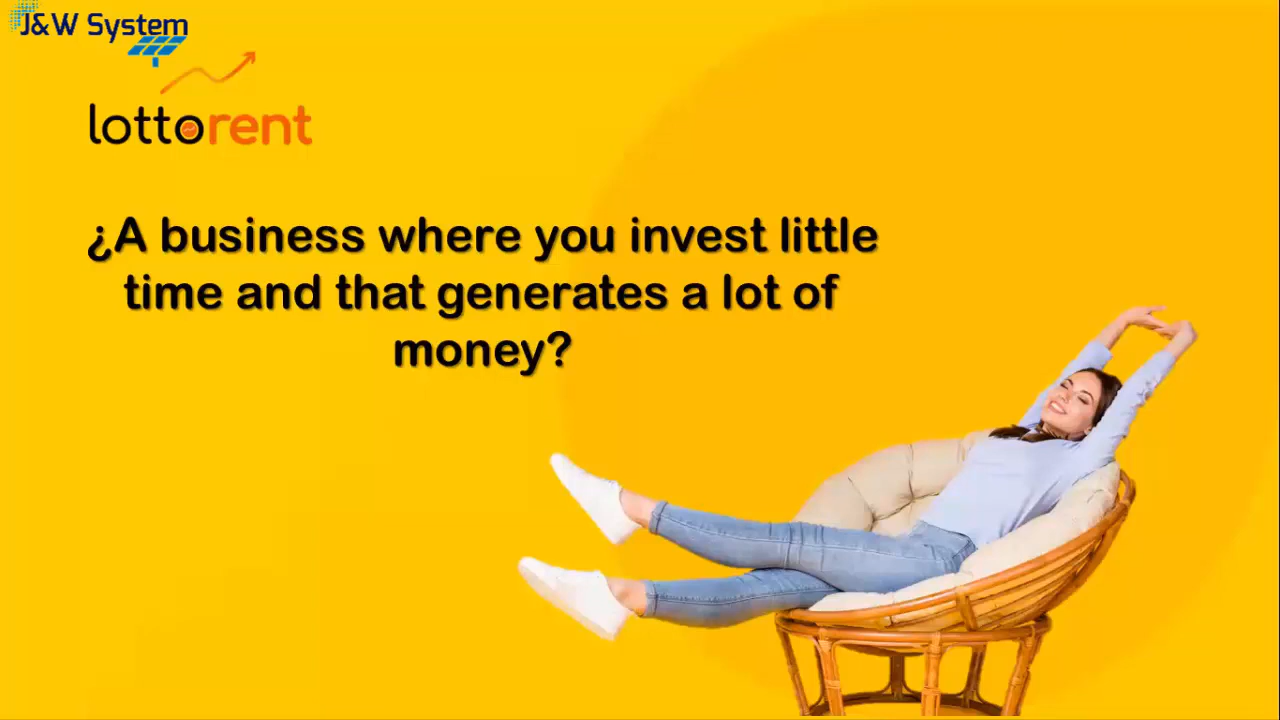 J&W System
lottorent
¿A business where you invest little
time and that generates a lot of
money?